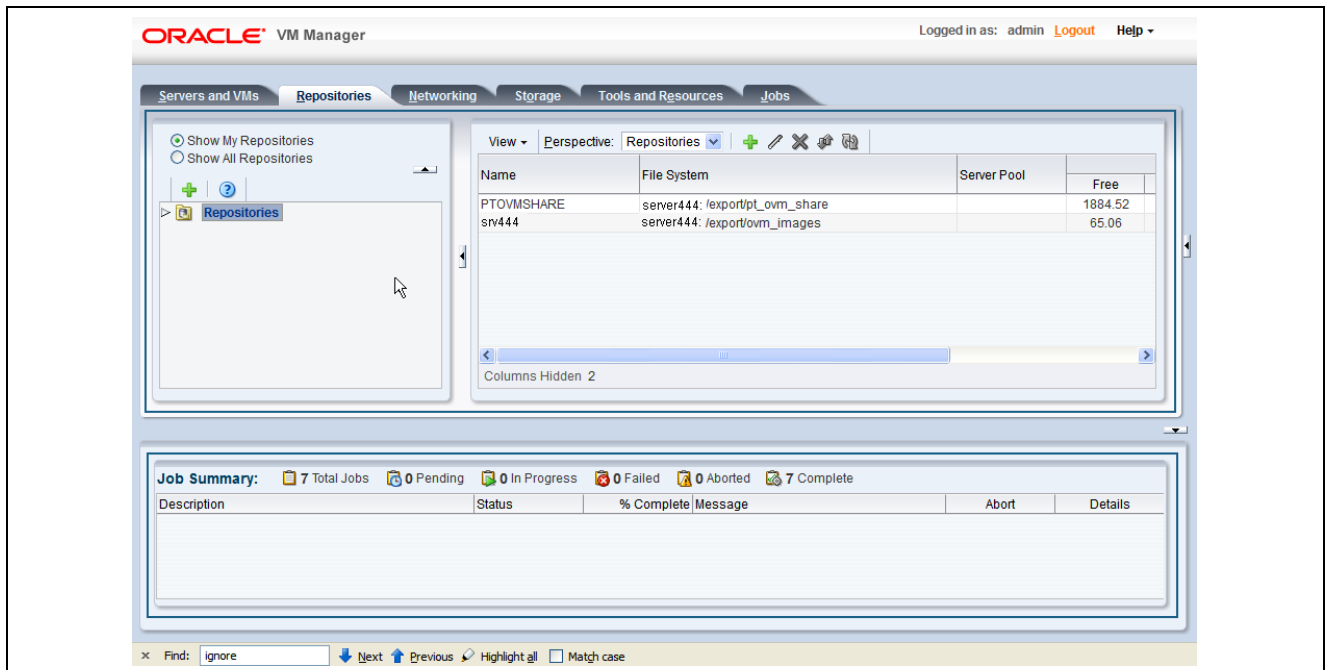 ORACLE VM Manager
Logged in as: admin Logout Help
Servers and VMs Repositories Networking Storage Tools and Resources Jobs
Show My Repositories
Show All Repositories
Repositories
View Perspective: Repositories
Name File System Server Pool Free
PTOVMSHARE server444: /export/pt_ovm_share 1884.52
srv444 server444: /export/ovm_images 65.06
Columns Hidden 2
Job Summary: 7 Total Jobs 0 Pending 0 In Progress 0 Failed 0 Aborted 7 Complete
Description Status % Complete Message Abort Details
× Find: ignore Next Previous Highlight all Match case